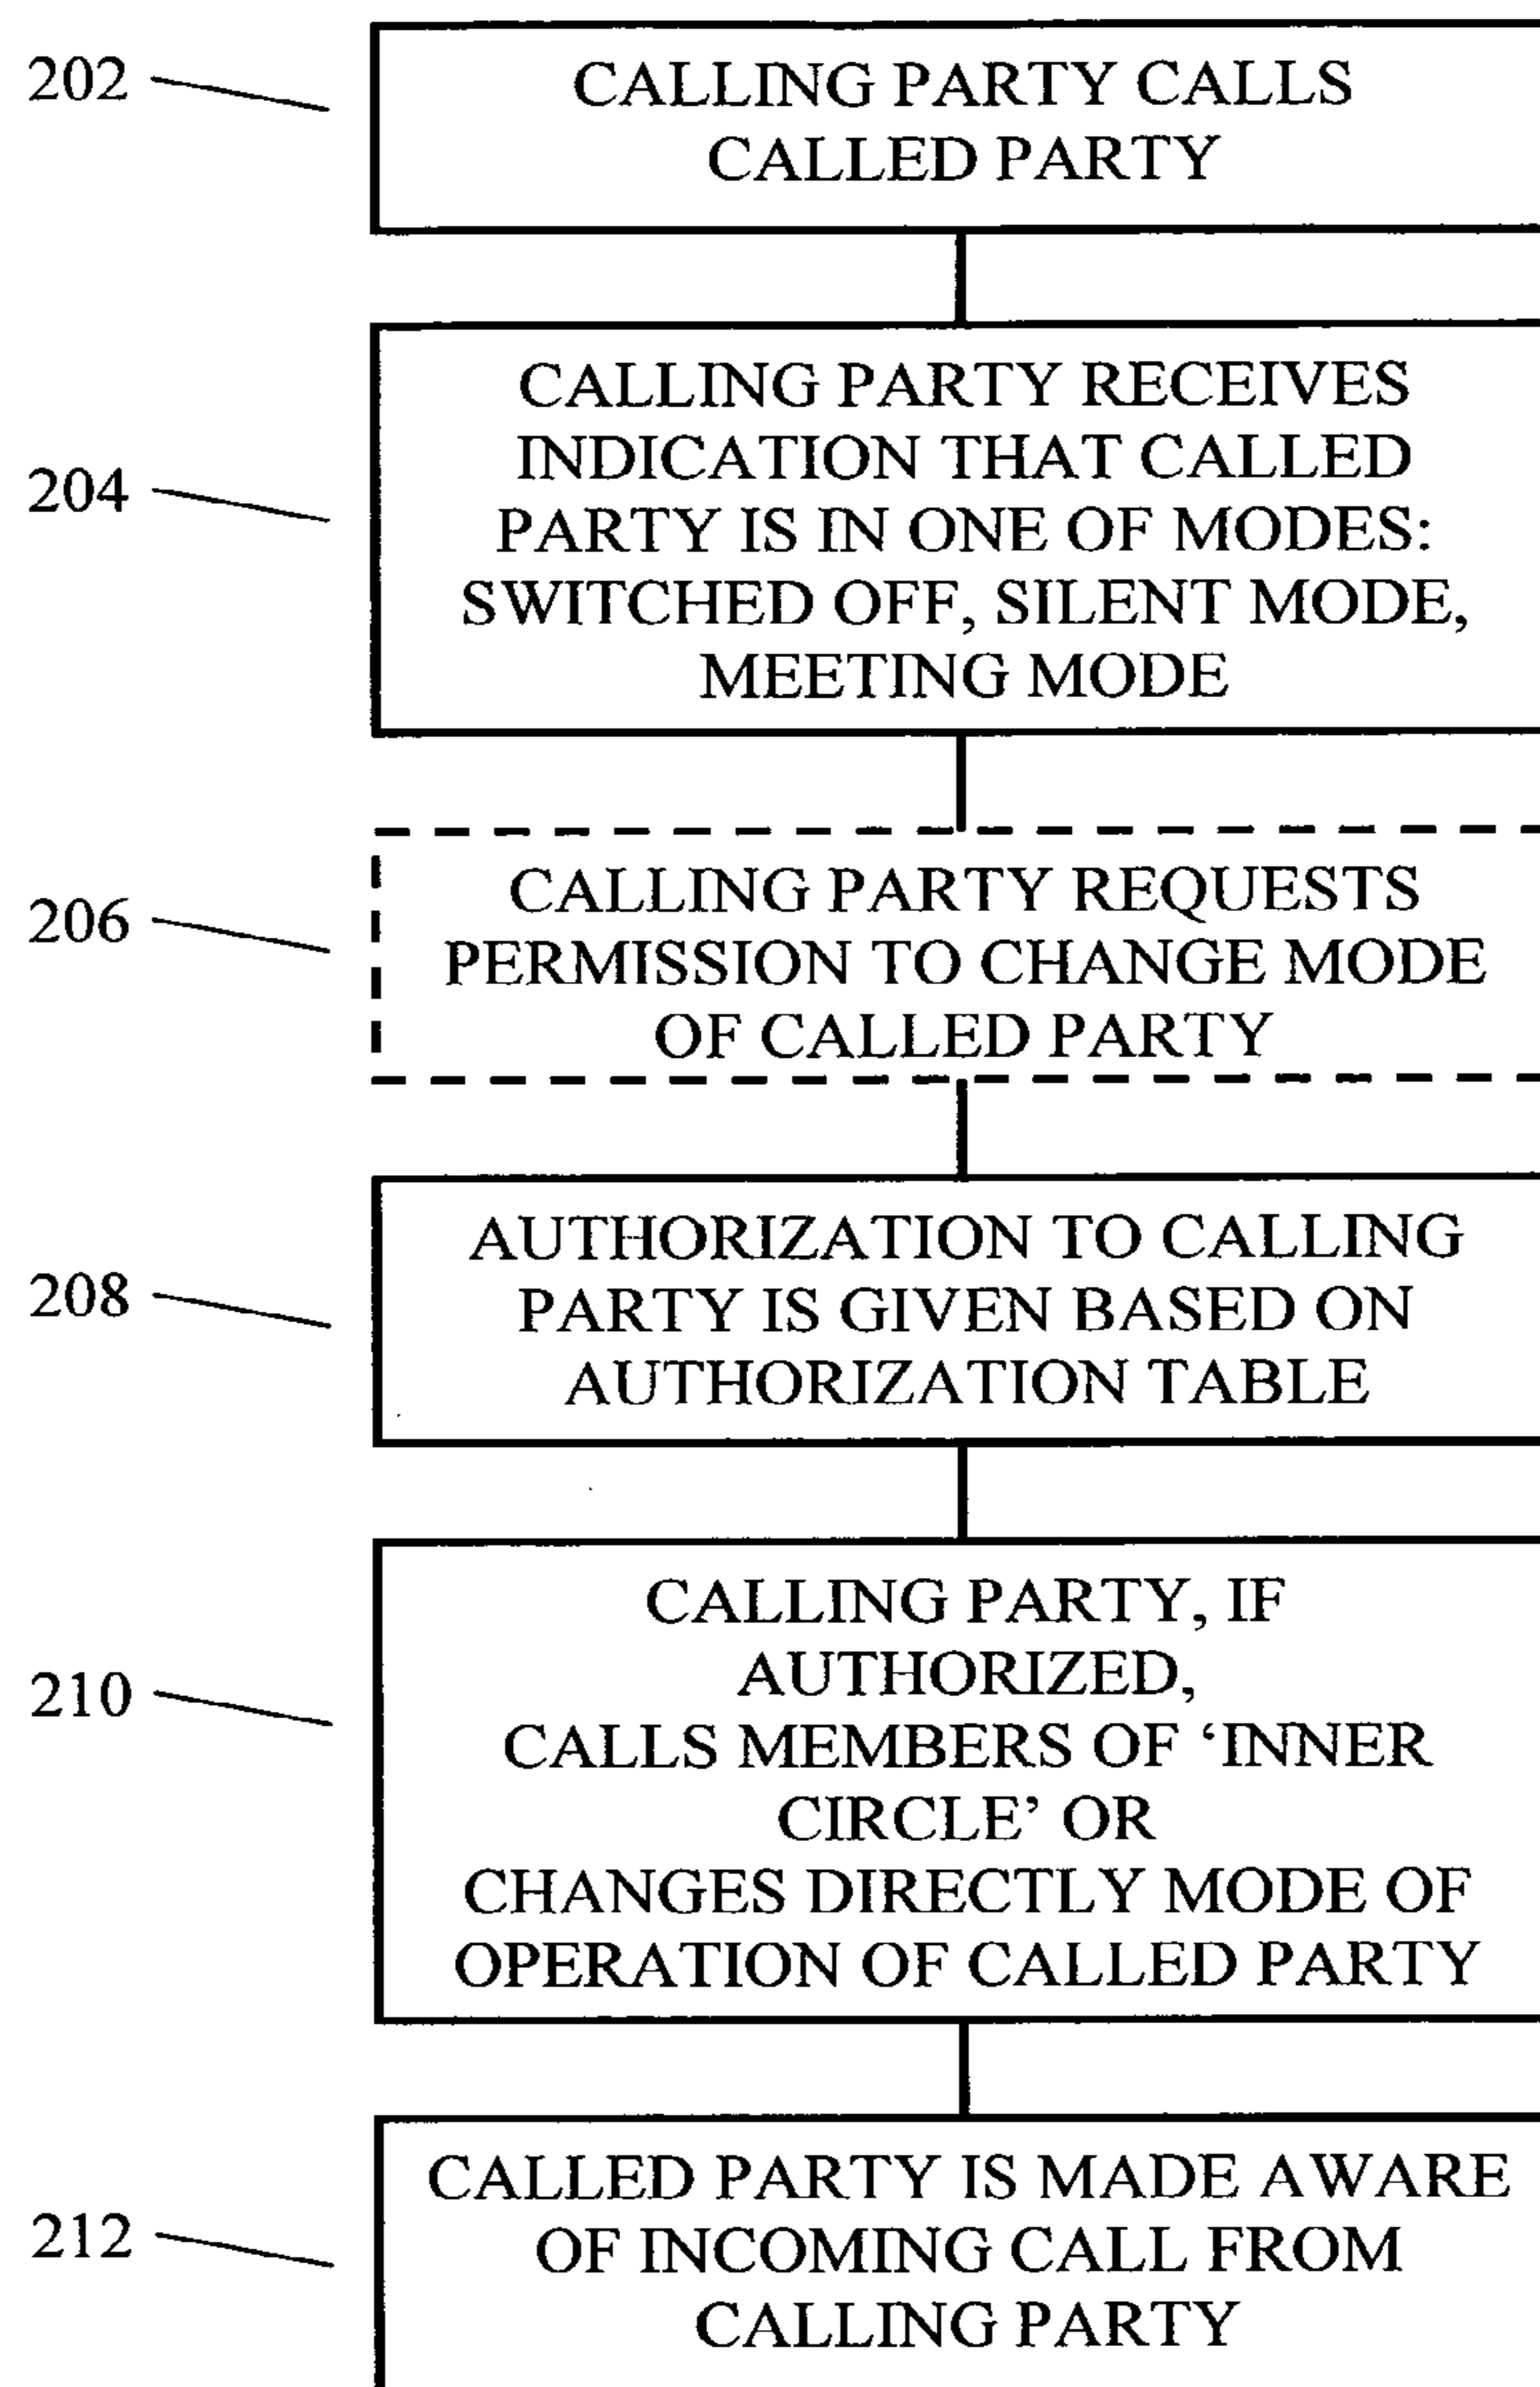 202
CALLING PARTY CALLS
CALLED PARTY
204
CALLING PARTY RECEIVES
INDICATION THAT CALLED
PARTY IS IN ONE OF MODES:
SWITCHED OFF, SILENT MODE,
MEETING MODE
206
CALLING PARTY REQUESTS
PERMISSION TO CHANGE MODE
OF CALLED PARTY
208
AUTHORIZATION TO CALLING
PARTY IS GIVEN BASED ON
AUTHORIZATION TABLE
210
CALLING PARTY, IF
AUTHORIZED,
CALLS MEMBERS OF ‘INNER
CIRCLE’ OR
CHANGES DIRECTLY MODE OF
OPERATION OF CALLED PARTY
212
CALLED PARTY IS MADE AWARE
OF INCOMING CALL FROM
CALLING PARTY